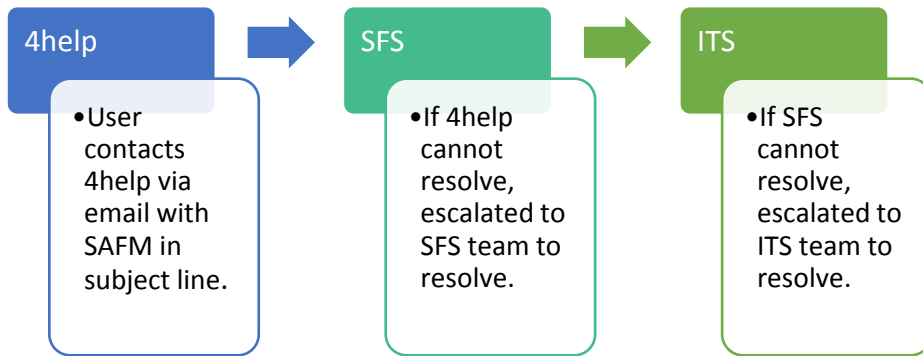 4help
•User
contacts
4help via
email with
SAFM in
subject line.
SFS
•If 4help
cannot
resolve,
escalated to
SFS team to
resolve.
ITS
•If SFS
cannot
resolve,
escalated to
ITS team to
resolve.